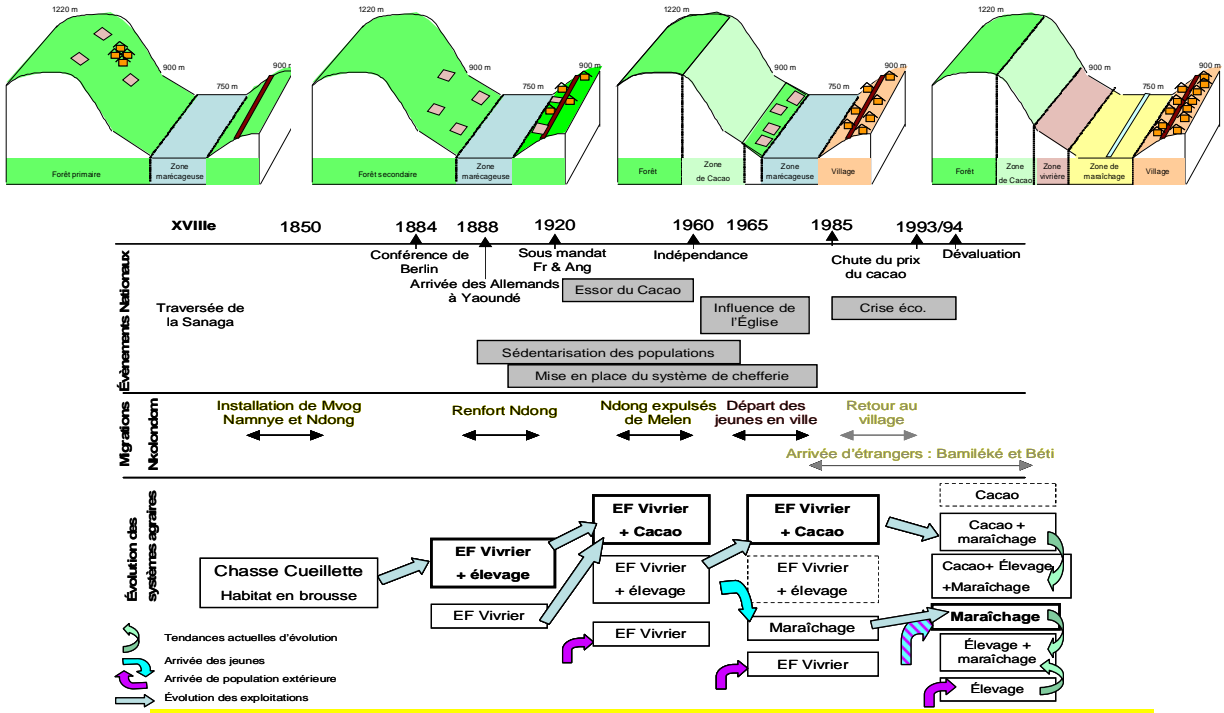 1220 m
900 m
750 m
900 m
Forêt primaire
Zone
marécageuse
1220 m
900 m
750 m
900 m
Forêt secondaire
Zone
marécageuse
1220 m
900 m
750 m
900 m
Forêt
Zone
de Cacao
Zone
marécageuse
Village
1220 m
900 m
750 m
900 m
Forêt
Zone
de Cacao
Zone
vivrière
Zone de
maraîchage
Village
XVIIIe
1850
1884
1888
1920
1960
1965
1985
1993/94
Évènements Nationaux
Conférence de
Berlin
Arrivée des Allemands
à Yaoundé
Sous mandat
Fr & Ang
Indépendance
Chute du prix
du cacao
Dévaluation
Traversée de
la Sanaga
Essor du Cacao
Influence de
l'Église
Crise éco.
Sédentarisation des populations
Mise en place du système de chefferie
Migrations
Nkolondom
Installation de Mvog
Namnye et Ndong
Renfort Ndong
Ndong expulsés
de Melen
Départ des
jeunes en ville
Retour au
village
Arrivée d'étrangers : Bamiléké et Béti
Évolution des
systèmes agraires
Chasse Cueillette
Habitat en brousse
EF Vivrier
+ élevage
EF Vivrier
EF Vivrier
+ Cacao
EF Vivrier
+ élevage
EF Vivrier
EF Vivrier
+ Cacao
EF Vivrier
+ élevage
Maraîchage
EF Vivrier
Cacao
Cacao +
maraîchage
Cacao+ Élevage
+Maraîchage
Maraîchage
Élevage +
maraîchage
Élevage
Tendances actuelles d'évolution
Arrivée des jeunes
Arrivée de population extérieure
Évolution des exploitations